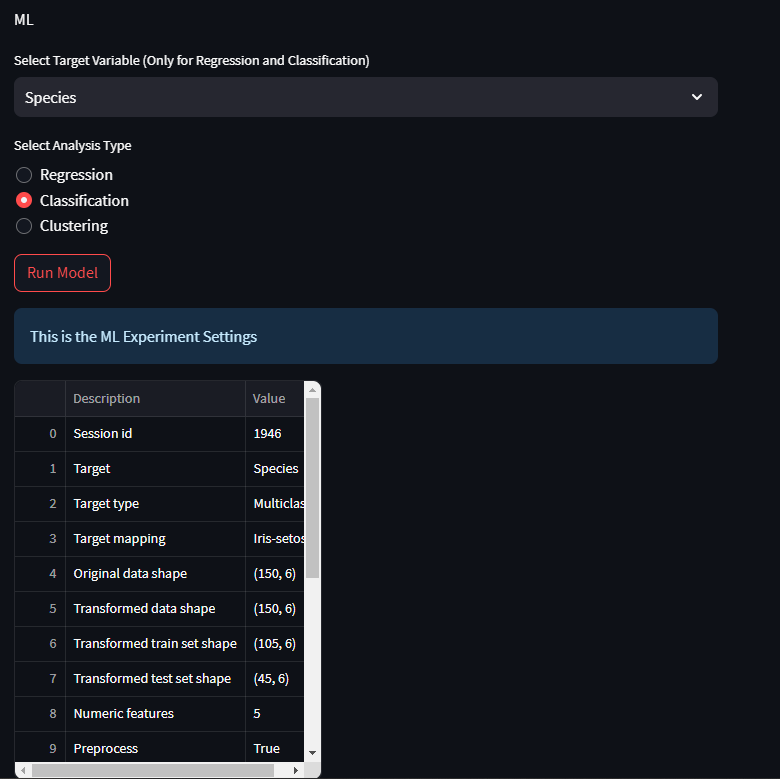 ML
Select Target Variable (Only for Regression and Classification)
Species
Select Analysis Type
Regression
Classification
Clustering
Run Model
This is the ML Experiment Settings
Description Value
0 Session id 1946
1 Target Species
2 Target type Multiclas
3 Target mapping Iris-setos
4 Original data shape (150, 6)
5 Transformed data shape (150, 6)
6 Transformed train set shape (105, 6)
7 Transformed test set shape (45, 6)
8 Numeric features 5
9 Preprocess True